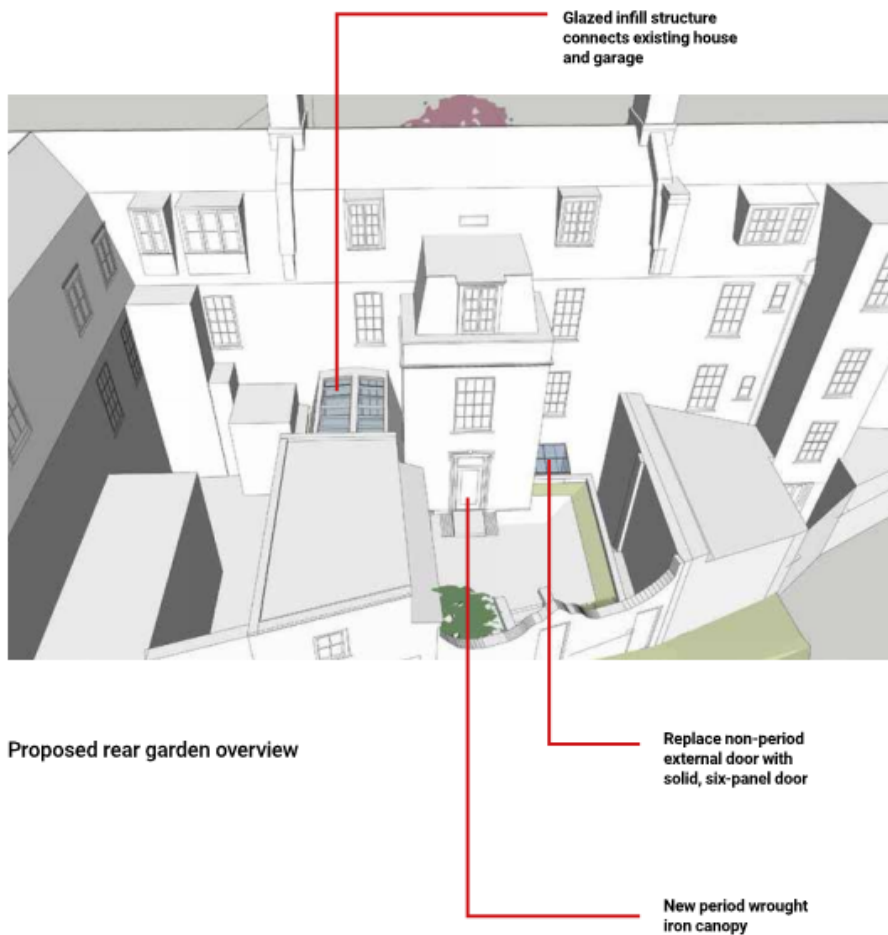 Glazed infill structure
connects existing house
and garage
Proposed rear garden overview
Replace non-period
external door with
solid, six-panel door
New period wrought
iron canopy